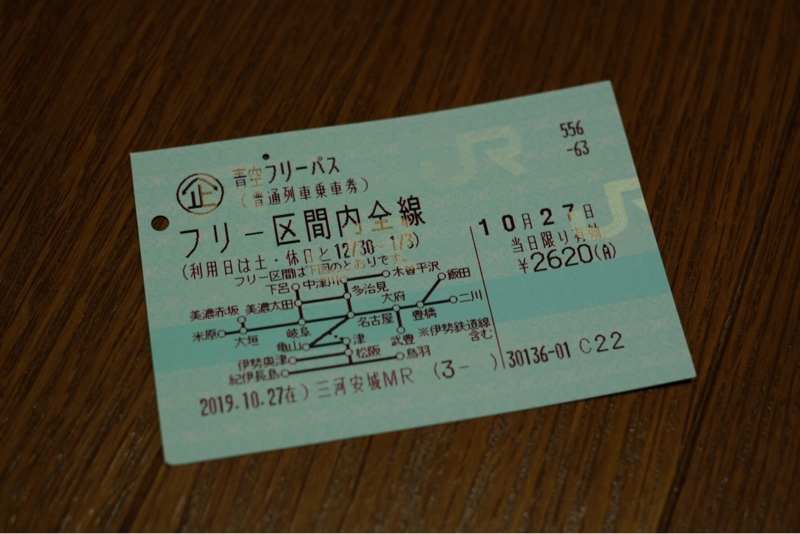 556
-63
企 青空フリーパス
(普通列車乗車券)
フリー区間内全線
(利用日は土・休日と12/30~1/3)
10月27日
当日限り有効
¥2620(A)
フリー区間は下図のとおりです。
下呂 中津川 木曽平沢
美濃赤坂 美濃太田 多治見 大府 飯田
米原 大垣 岐阜 名古屋 豊橋 二川
亀山 津 武豊 ※伊勢鉄道線
含む
伊勢奥津 松阪 鳥羽
紀伊長島
2019.10.27在) 三河安城MR (3- ) 30136-01 C22
JR
JR